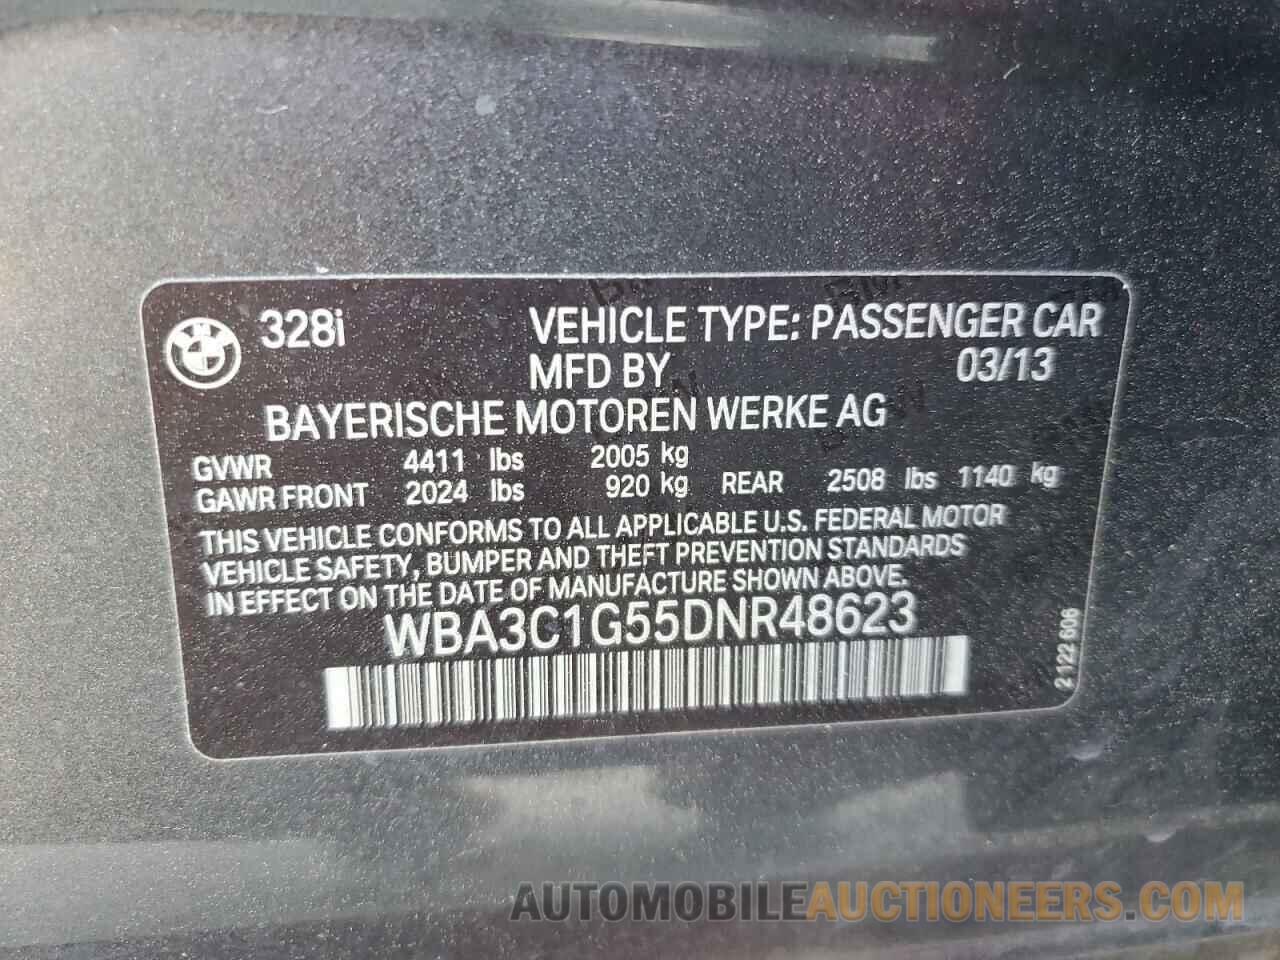 328i VEHICLE TYPE: PASSENGER CAR
MFD BY 03/13
BAYERISCHE MOTOREN WERKE AG
GVWR 4411 lbs 2005 kg
GAWR FRONT 2024 lbs 920 kg REAR 2508 lbs 1140 kg
THIS VEHICLE CONFORMS TO ALL APPLICABLE U.S. FEDERAL MOTOR
VEHICLE SAFETY, BUMPER AND THEFT PREVENTION STANDARDS
IN EFFECT ON THE DATE OF MANUFACTURE SHOWN ABOVE.
WBA3C1G55DNR48623
2 122 606
AUTOMOBILEAUCTIONEERS.COM